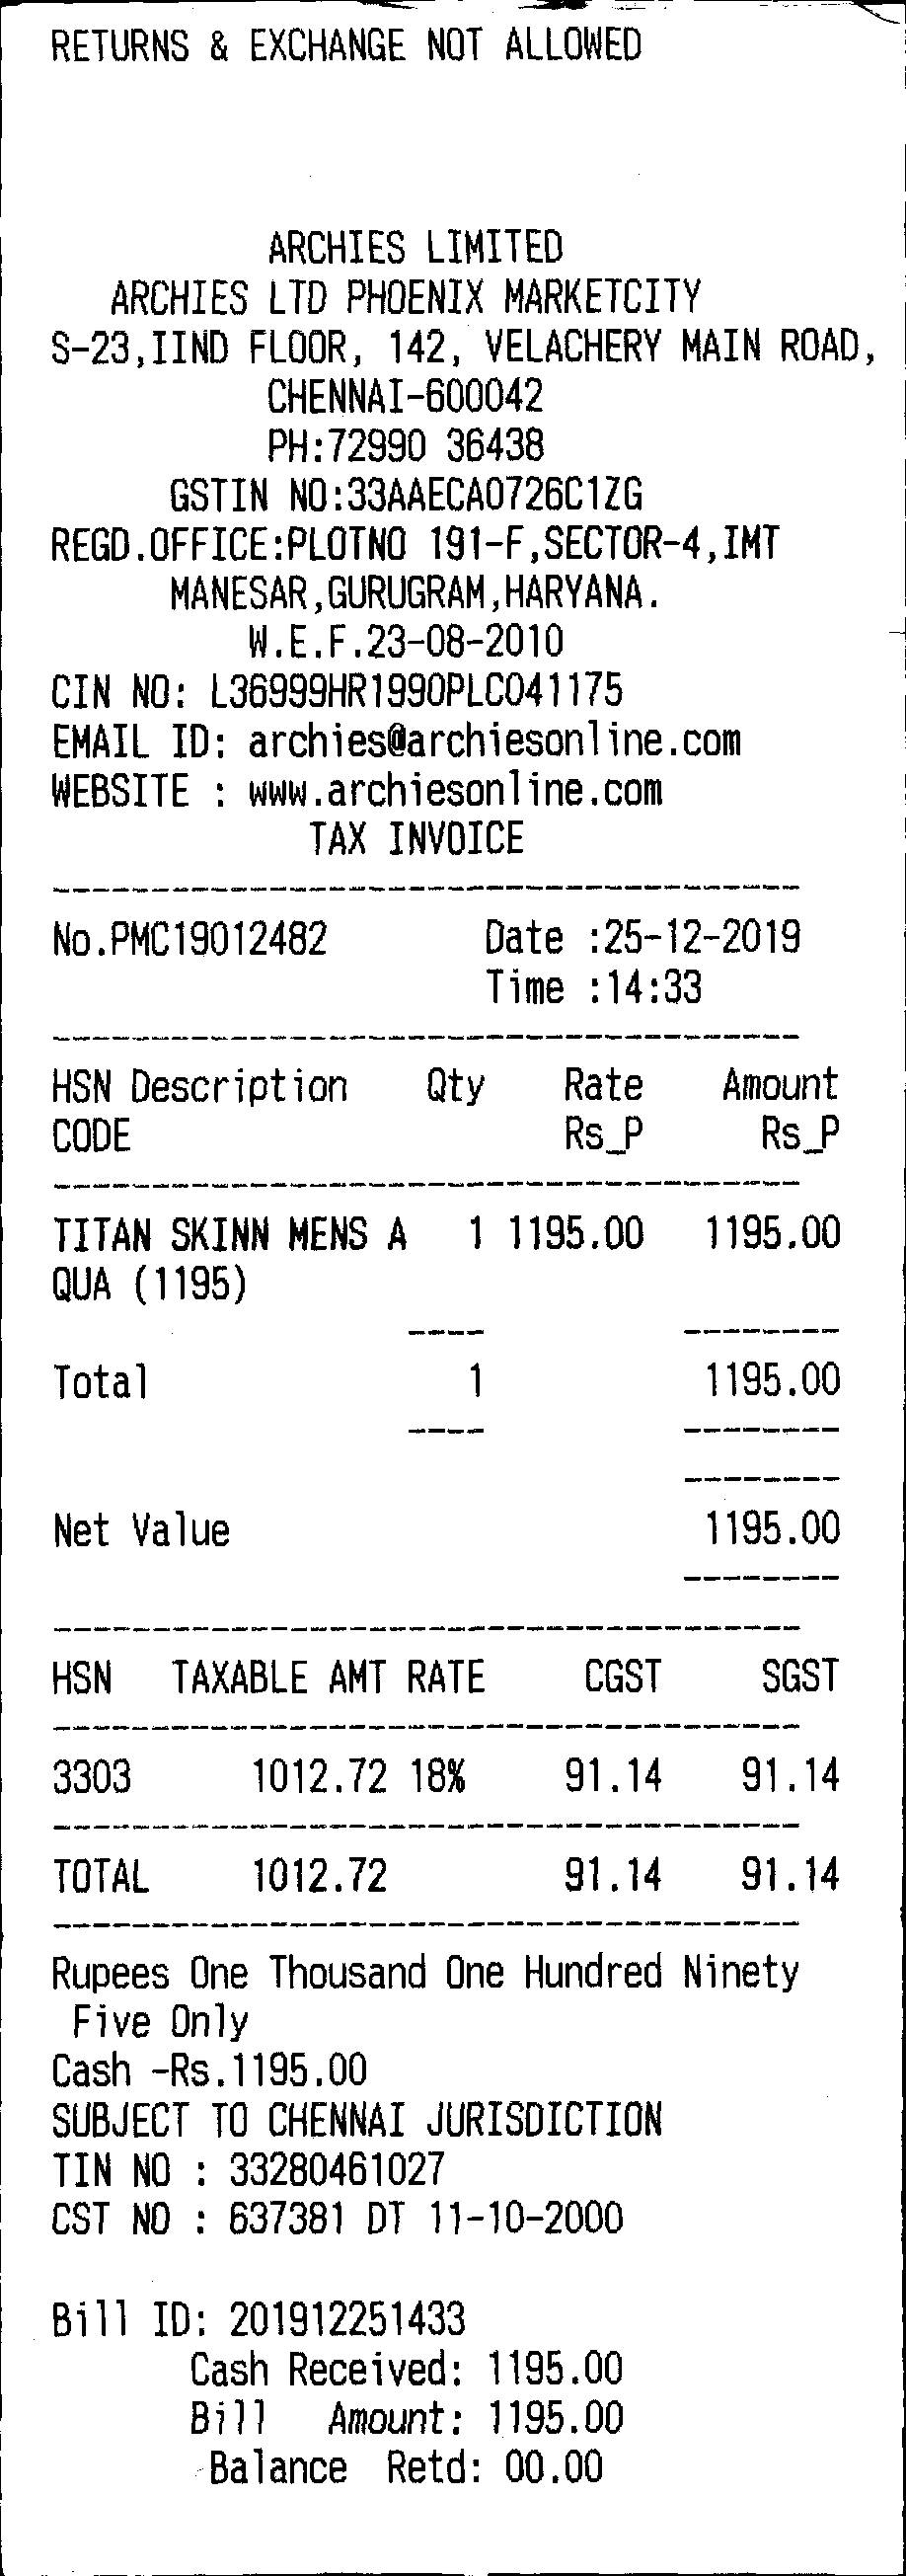 RETURNS & EXCHANGE NOT ALLOWED
ARCHIES LIMITED
ARCHIES LTD PHOENIX MARKETCITY
S-23,IIND FLOOR, 142, VELACHERY MAIN ROAD,
CHENNAI-600042
PH:72990 36438
GSTIN NO:33AAECA0726C1ZG
REGD.OFFICE:PLOTNO 191-F,SECTOR-4,IMT
MANESAR,GURUGRAM,HARYANA.
W.E.F.23-08-2010
CIN NO: L36999HR1990PLC041175
EMAIL ID: archies@archiesonline.com
WEBSITE : www.archiesonline.com
TAX INVOICE
No.PMC19012482 Date :25-12-2019
Time :14:33
HSN Description Qty Rate Amount
CODE Rs_P Rs_P
TITAN SKINN MENS A 1 1195.00 1195.00
QUA (1195)
Total 1 1195.00
Net Value 1195.00
HSN TAXABLE AMT RATE CGST SGST
3303 1012.72 18% 91.14 91.14
TOTAL 1012.72 91.14 91.14
Rupees One Thousand One Hundred Ninety
Five Only
Cash -Rs.1195.00
SUBJECT TO CHENNAI JURISDICTION
TIN NO : 33280461027
CST NO : 637381 DT 11-10-2000
Bill ID: 201912251433
Cash Received: 1195.00
Bill Amount: 1195.00
Balance Retd: 00.00